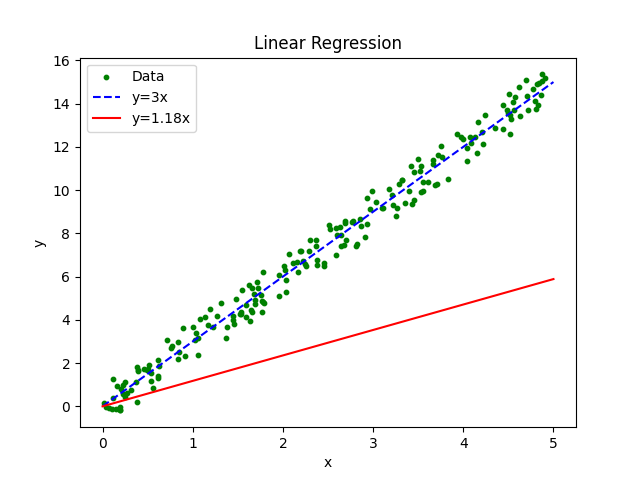 Linear Regression
Data
y=3x
y=1.18x
16
14
12
10
8
6
4
2
0
y
0 1 2 3 4 5
x